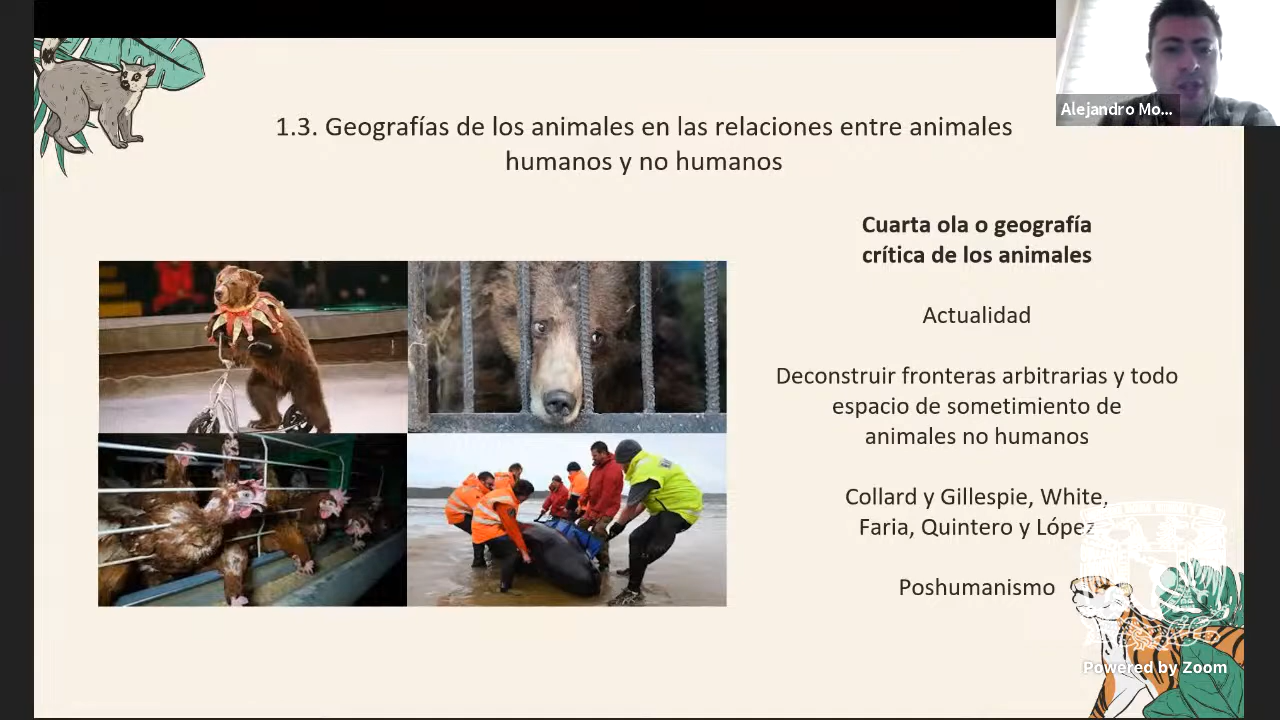 1.3. Geografías de los animales en las relaciones entre animales
humanos y no humanos
Alejandro Mo...
Cuarta ola o geografía
crítica de los animales
Actualidad
Deconstruir fronteras arbitrarias y todo
espacio de sometimiento de
animales no humanos
Collard y Gillespie, White,
Faria, Quintero y López
Poshumanismo
Powered by Zoom